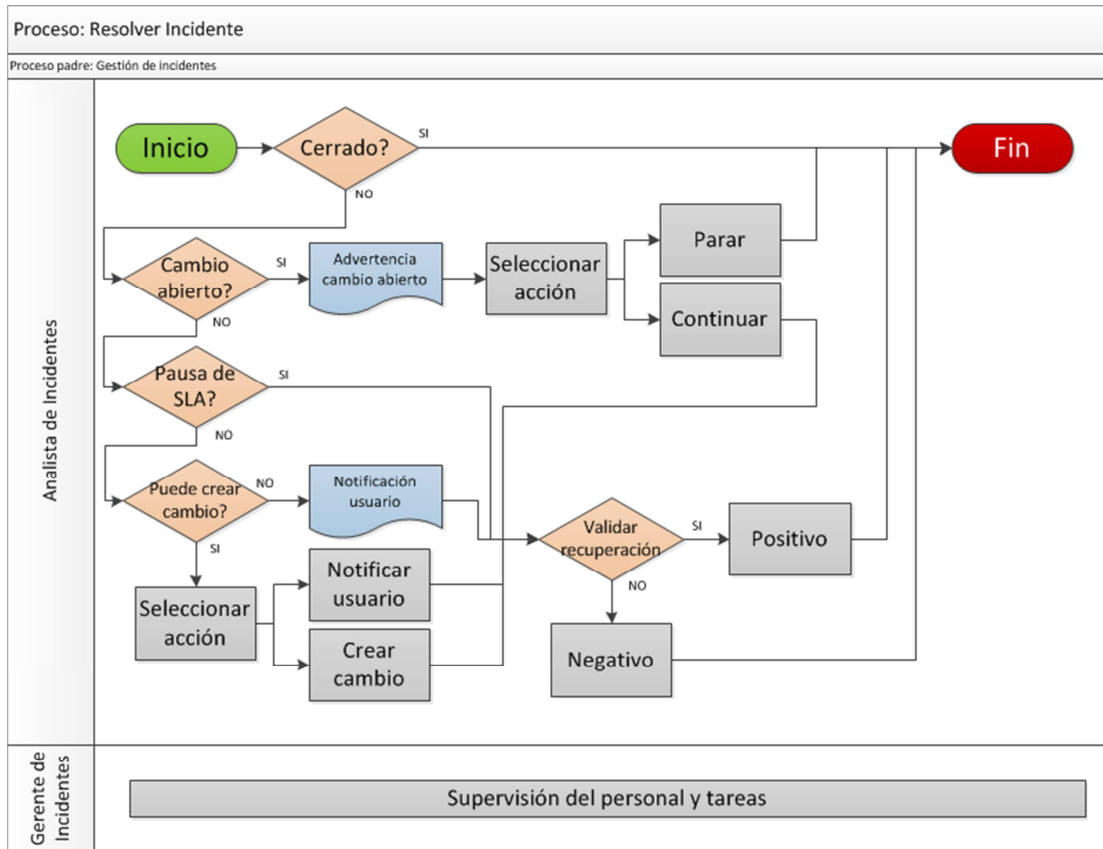 Proceso: Resolver Incidente
Proceso padre: Gestión de incidentes
Analista de Incidentes
Inicio
Cerrado?
SI
Fin
NO
Cambio
abierto?
SI
Advertencia
cambio abierto
Seleccionar
acción
Parar
Continuar
NO
Pausa de
SLA?
SI
NO
Puede crear
cambio?
NO
Notificación
usuario
Validar
recuperación
SI
Positivo
SI
NO
Seleccionar
acción
Notificar
usuario
Crear
cambio
Negativo
Gerente de
Incidentes
Supervisión del personal y tareas